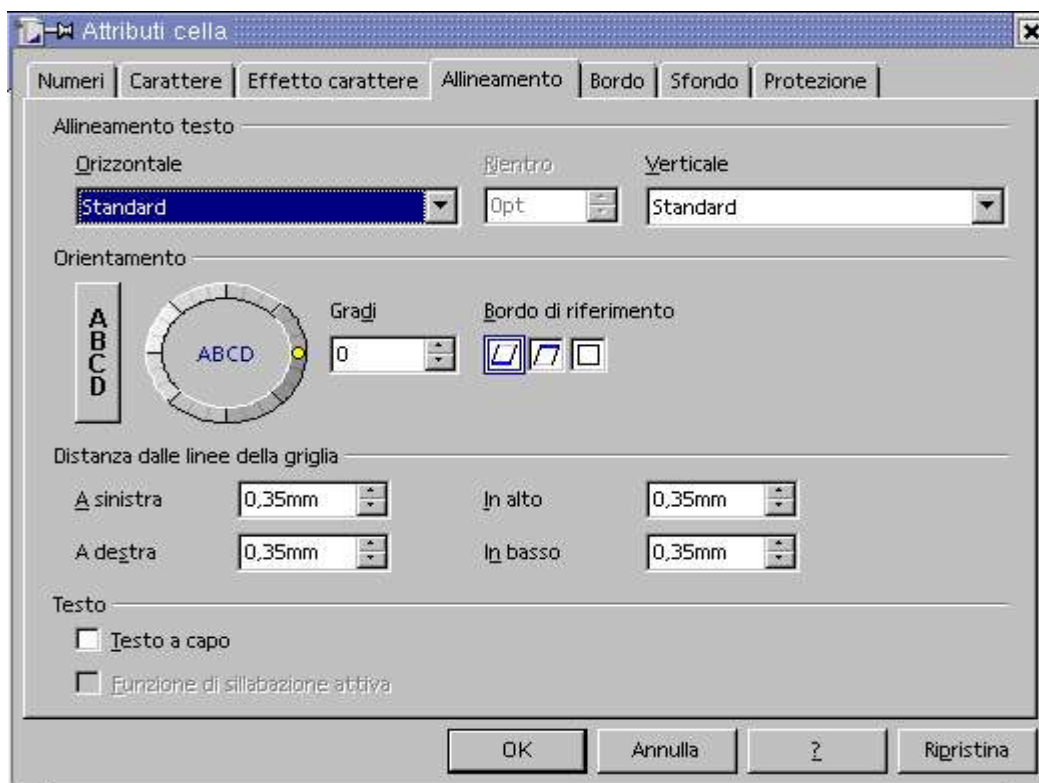 Attributi cella
Numeri Carattere Effetto carattere Allineamento Bordo Sfondo Protezione
Allineamento testo
Orizzontale Rientro Verticale
Standard 0pt Standard
Orientamento
ABCD ABCD Gradi Bordo di riferimento
0
Distanza dalle linee della griglia
A sinistra 0,35mm In alto 0,35mm
A destra 0,35mm In basso 0,35mm
Testo
Testo a capo
Funzione di sillabazione attiva
OK Annulla ? Ripristina